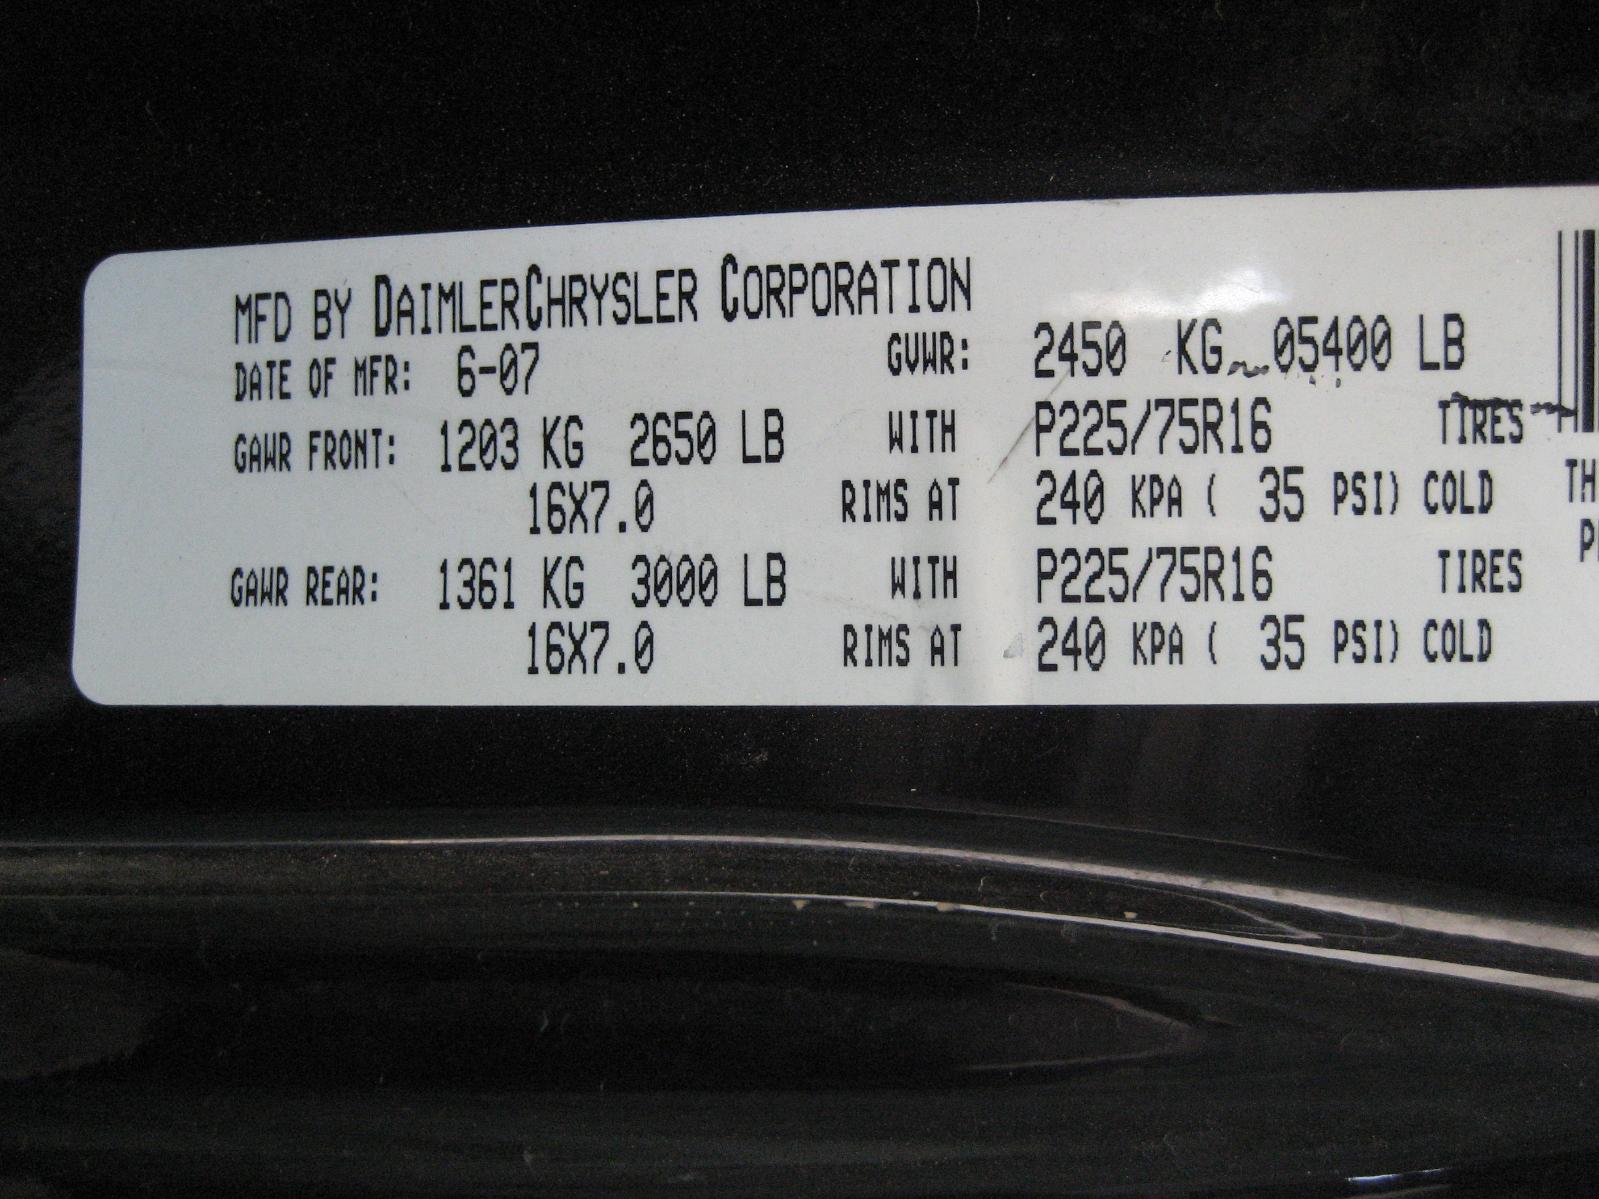 MFD BY DAIMLERCHRYSLER CORPORATION
DATE OF MFR: 6-07 GVWR: 2450 KG 05400 LB
GAWR FRONT: 1203 KG 2650 LB WITH P225/75R16 TIRES
16X7.0 RIMS AT 240 KPA ( 35 PSI) COLD
GAWR REAR: 1361 KG 3000 LB WITH P225/75R16 TIRES
16X7.0 RIMS AT 240 KPA ( 35 PSI) COLD